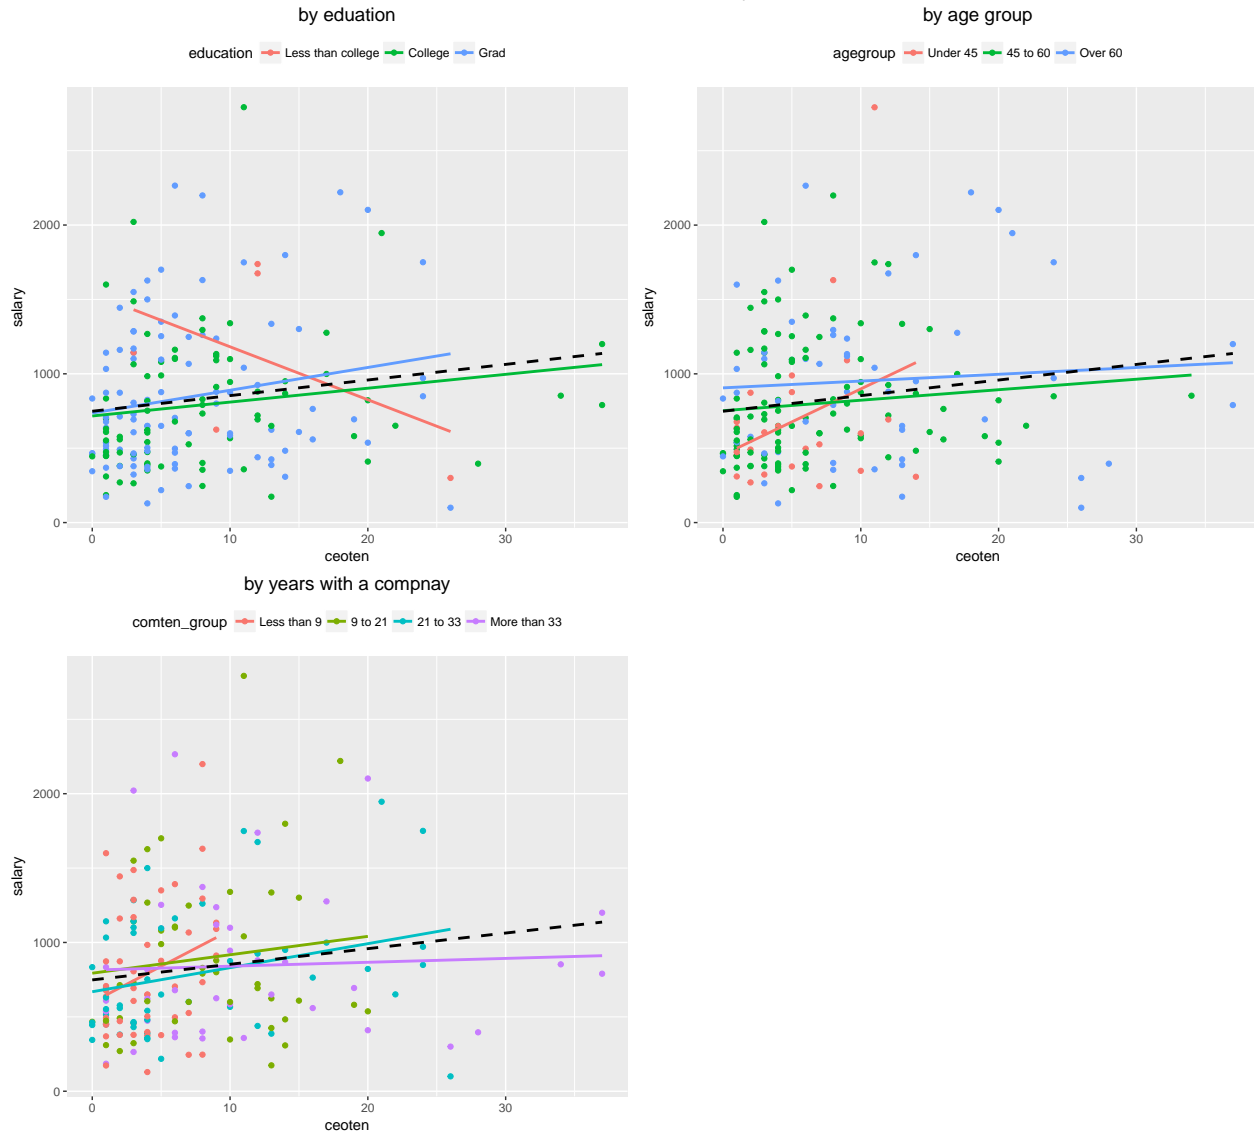 by eduation
education Less than college College Grad
2000
1000
0
salary
0 10 20 30
ceoten
by age group
agegroup Under 45 45 to 60 Over 60
2000
1000
0
salary
0 10 20 30
ceoten
by years with a compnay
comten_group Less than 9 9 to 21 21 to 33 More than 33
2000
1000
0
salary
0 10 20 30
ceoten